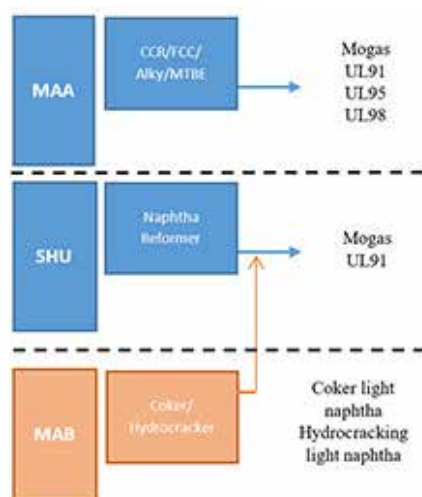 MAA
CCR/FCC/
Alky/MTBE
Mogas
UL91
UL95
UL98
SHU
Naphtha
Reformer
Mogas
UL91
MAB
Coker/
Hydrocracker
Coker light
naphtha
Hydrocracking
light naphtha